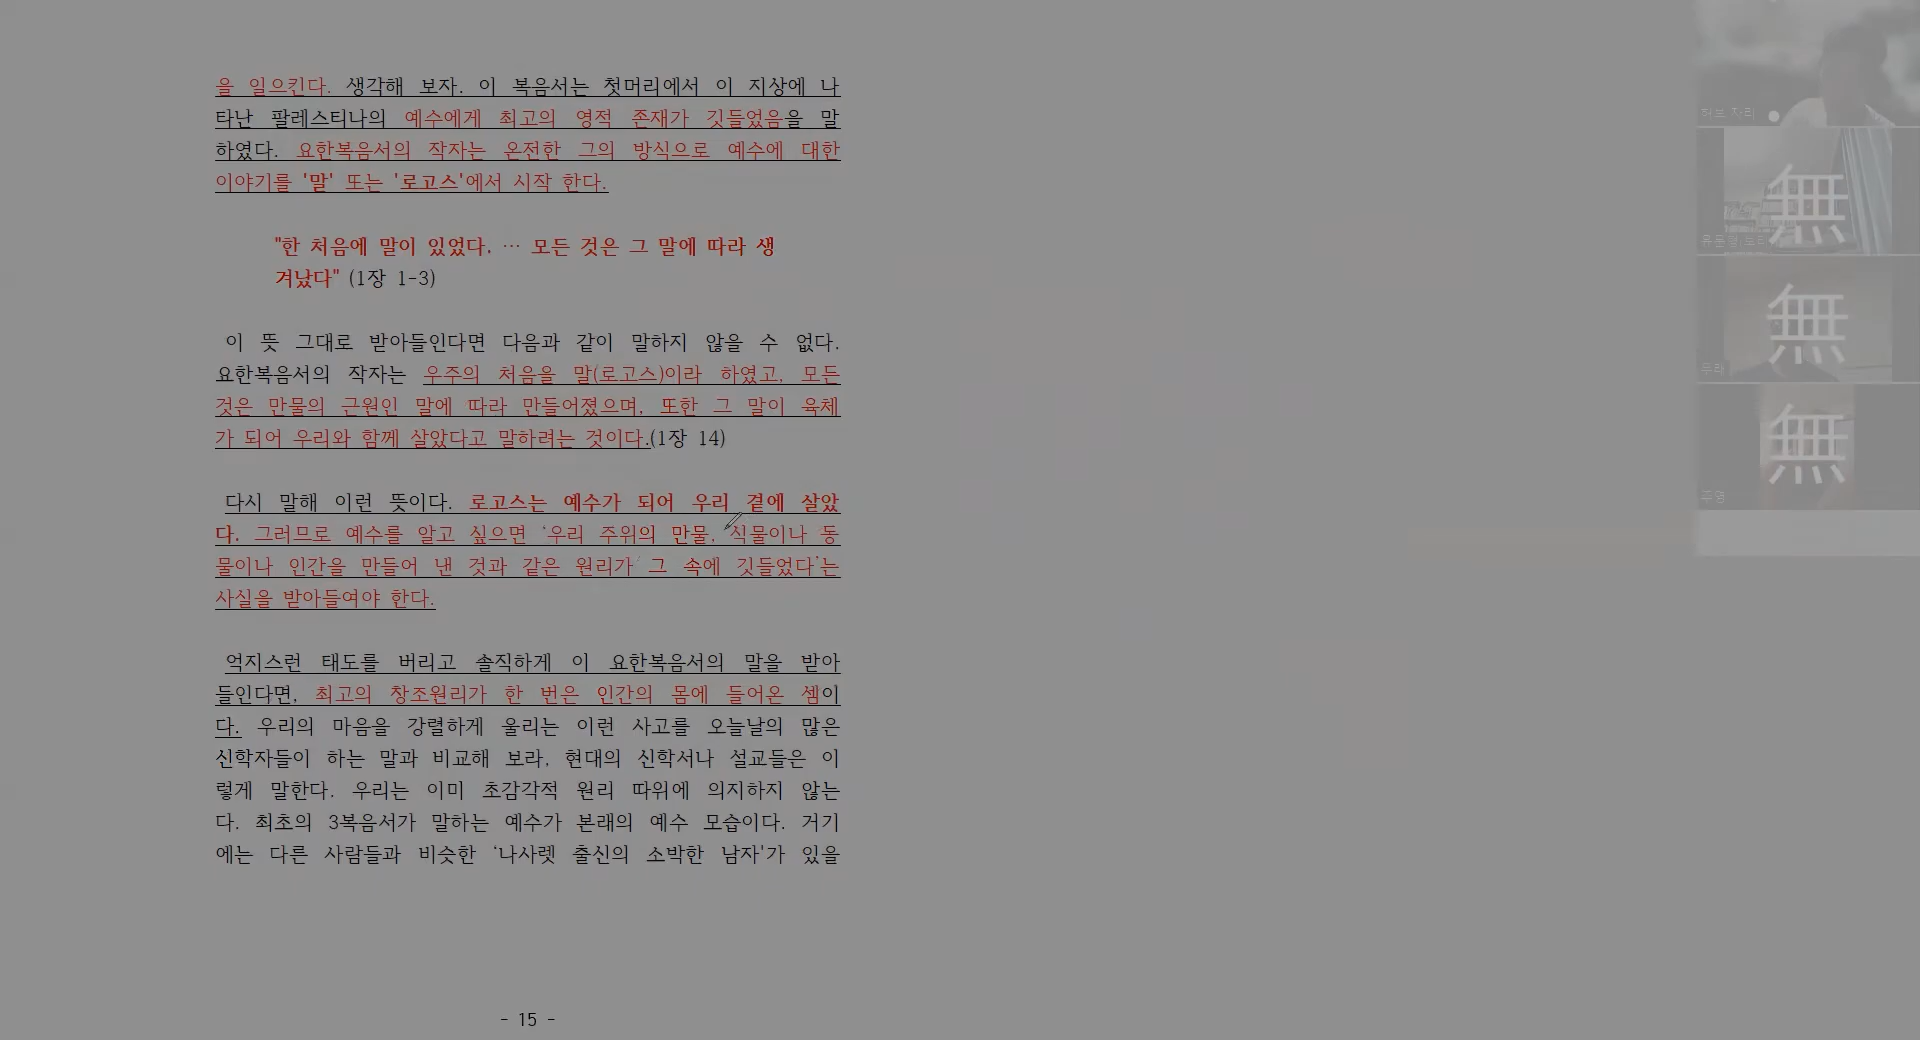 을 일으킨다. 생각해 보자. 이 복음서는 첫머리에서 이 지상에 나
타난 팔레스티나의 예수에게 최고의 영적 존재가 깃들었음을 말
하였다. 요한복음서의 작자는 온전한 그의 방식으로 예수에 대한
이야기를 '말' 또는 '로고스'에서 시작 한다.
"한 처음에 말이 있었다, … 모든 것은 그 말에 따라 생
겨났다" (1장 1-3)
이 뜻 그대로 받아들인다면 다음과 같이 말하지 않을 수 없다.
요한복음서의 작자는 우주의 처음을 말(로고스)이라 하였고, 모든
것은 만물의 근원인 말에 따라 만들어졌으며, 또한 그 말이 육체
가 되어 우리와 함께 살았다고 말하려는 것이다.(1장 14)
다시 말해 이런 뜻이다. 로고스는 예수가 되어 우리 곁에 살았
다. 그러므로 예수를 알고 싶으면 '우리 주위의 만물, 식물이나 동
물이나 인간을 만들어 낸 것과 같은 원리가 그 속에 깃들었다'는
사실을 받아들여야 한다.
억지스런 태도를 버리고 솔직하게 이 요한복음서의 말을 받아
들인다면, 최고의 창조원리가 한 번은 인간의 몸에 들어온 셈이
다. 우리의 마음을 강렬하게 울리는 이런 사고를 오늘날의 많은
신학자들이 하는 말과 비교해 보라, 현대의 신학서나 설교들은 이
렇게 말한다. 우리는 이미 초감각적 원리 따위에 의지하지 않는
다. 최초의 3복음서가 말하는 예수가 본래의 예수 모습이다. 거기
에는 다른 사람들과 비슷한 '나사렛 출신의 소박한 남자'가 있을
- 15 -
無
無
無